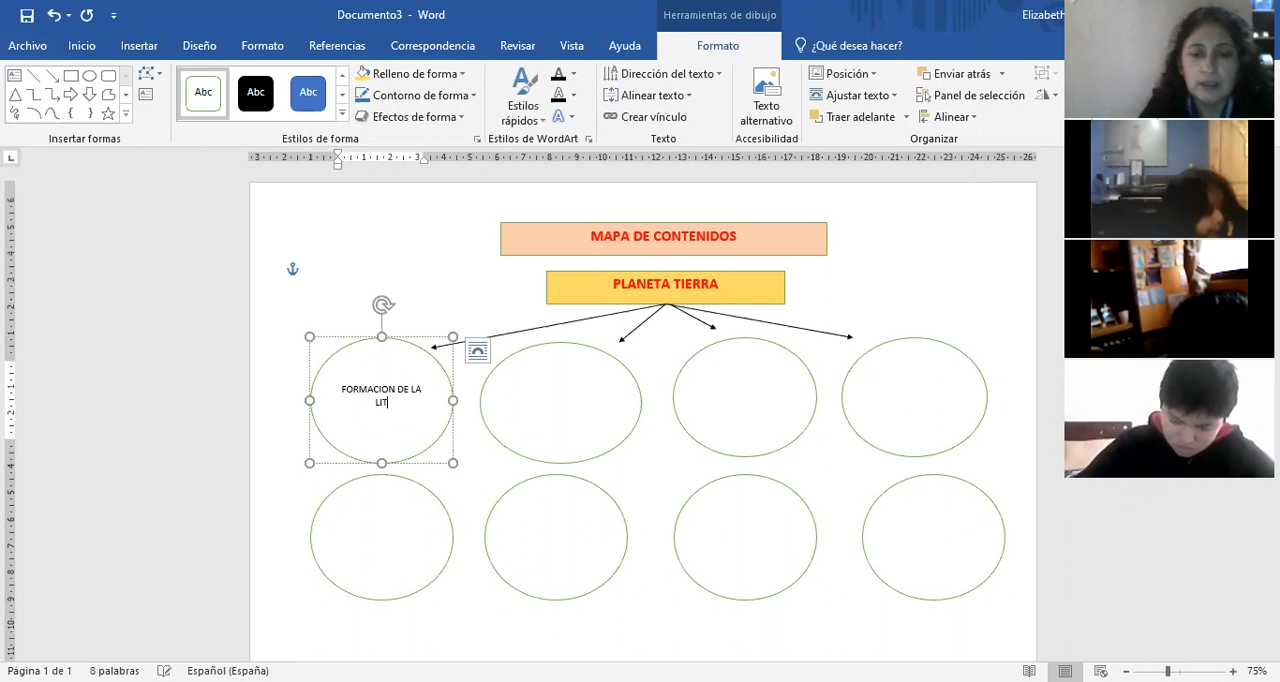 Documento3 - Word
Herramientas de dibujo
Elizabeth
Archivo
Inicio
Insertar
Diseño
Formato
Referencias
Correspondencia
Revisar
Vista
Ayuda
Formato
¿Qué desea hacer?
Abc
Abc
Abc
Relleno de forma
Contorno de forma
Efectos de forma
Estilos rápidos
Dirección del texto
Alinear texto
Crear vínculo
Texto alternativo
Posición
Ajustar texto
Traer adelante
Enviar atrás
Panel de selección
Alinear
Insertar formas
Estilos de forma
Estilos de WordArt
Texto
Accesibilidad
Organizar
MAPA DE CONTENIDOS
PLANETA TIERRA
FORMACION DE LA
LIT
Página 1 de 1
8 palabras
Español (España)
75%